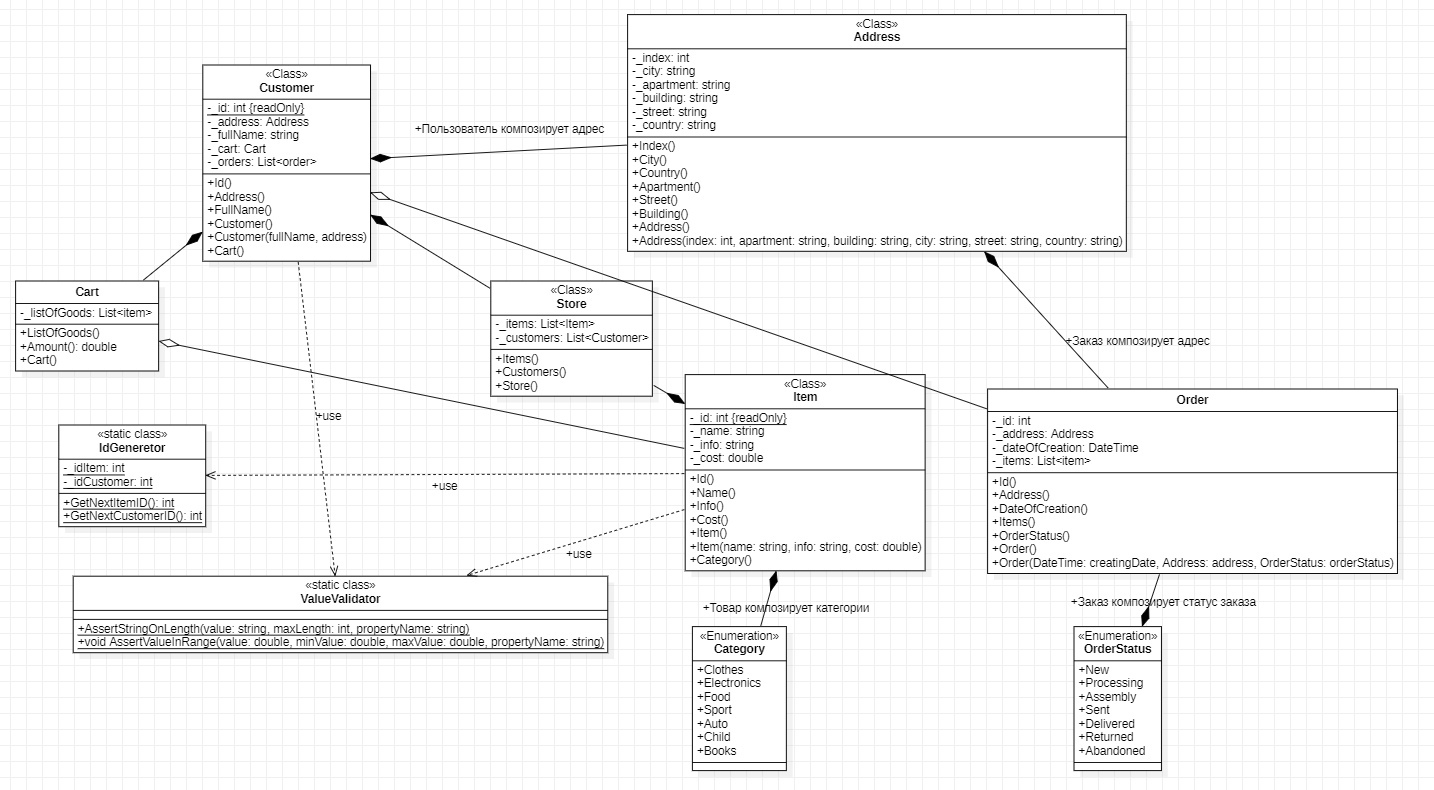 «Class»
Address
-_index: int
-_city: string
-_apartment: string
-_building: string
-_street: string
-_country: string
+Index()
+City()
+Country()
+Apartment()
+Street()
+Building()
+Address()
+Address(index: int, apartment: string, building: string, city: string, street: string, country: string)
«Class»
Customer
-_id: int {readOnly}
-_address: Address
-_fullName: string
-_cart: Cart
-_orders: List<order>
+Id()
+Address()
+FullName()
+Customer()
+Customer(fullName, address)
+Cart()
+Пользователь композирует адрес
Cart
-_listOfGoods: List<item>
+ListOfGoods()
+Amount(): double
+Cart()
«Class»
Store
-_items: List<Item>
-_customers: List<Customer>
+Items()
+Customers()
+Store()
+Заказ композирует адрес
«Class»
Item
-_id: int {readOnly}
-_name: string
-_info: string
-_cost: double
+Id()
+Name()
+Info()
+Cost()
+Item()
+Item(name: string, info: string, cost: double)
+Category()
Order
-_id: int
-_address: Address
-_dateOfCreation: DateTime
-_items: List<item>
+Id()
+Address()
+DateOfCreation()
+Items()
+OrderStatus()
+Order()
+Order(DateTime: creatingDate, Address: address, OrderStatus: orderStatus)
+use
«static class»
IdGeneretor
-_idItem: int
-_idCustomer: int
+GetNextItemID(): int
+GetNextCustomerID(): int
+use
+use
«static class»
ValueValidator
+AssertStringOnLength(value: string, maxLength: int, propertyName: string)
+void AssertValueInRange(value: double, minValue: double, maxValue: double, propertyName: string)
+Товар композирует категории
«Enumeration»
Category
+Clothes
+Electronics
+Food
+Sport
+Auto
+Child
+Books
+Заказ композирует статус заказа
«Enumeration»
OrderStatus
+New
+Processing
+Assembly
+Sent
+Delivered
+Returned
+Abandoned